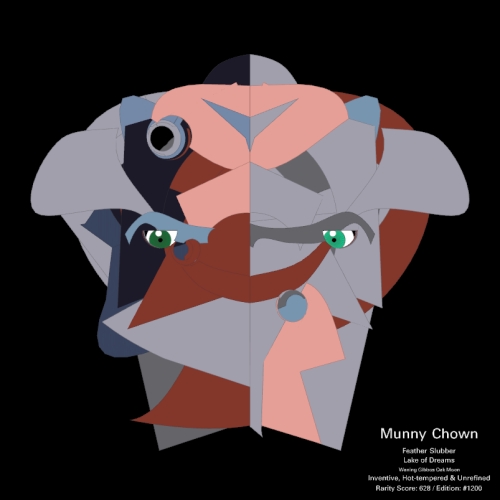 Munny Chown
Feather Slubber
Lake of Dreams
Waning Gibbous Oak Moon
Inventive, Hot-tempered & Unrefined
Rarity Score: 628 / Edition: #1200